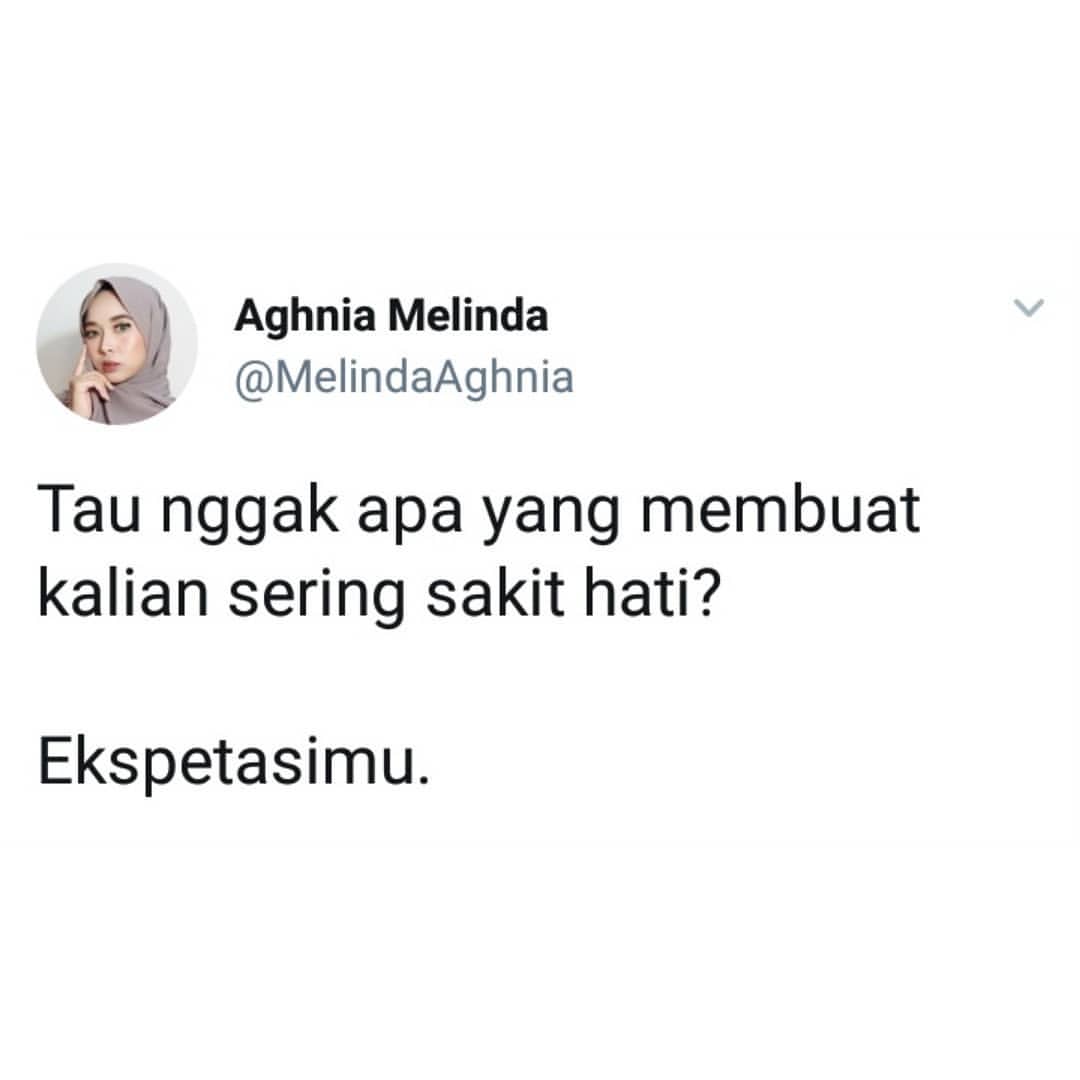 Aghnia Melinda
@MelindaAghnia
Tau nggak apa yang membuat
kalian sering sakit hati?
Ekspetasimu.